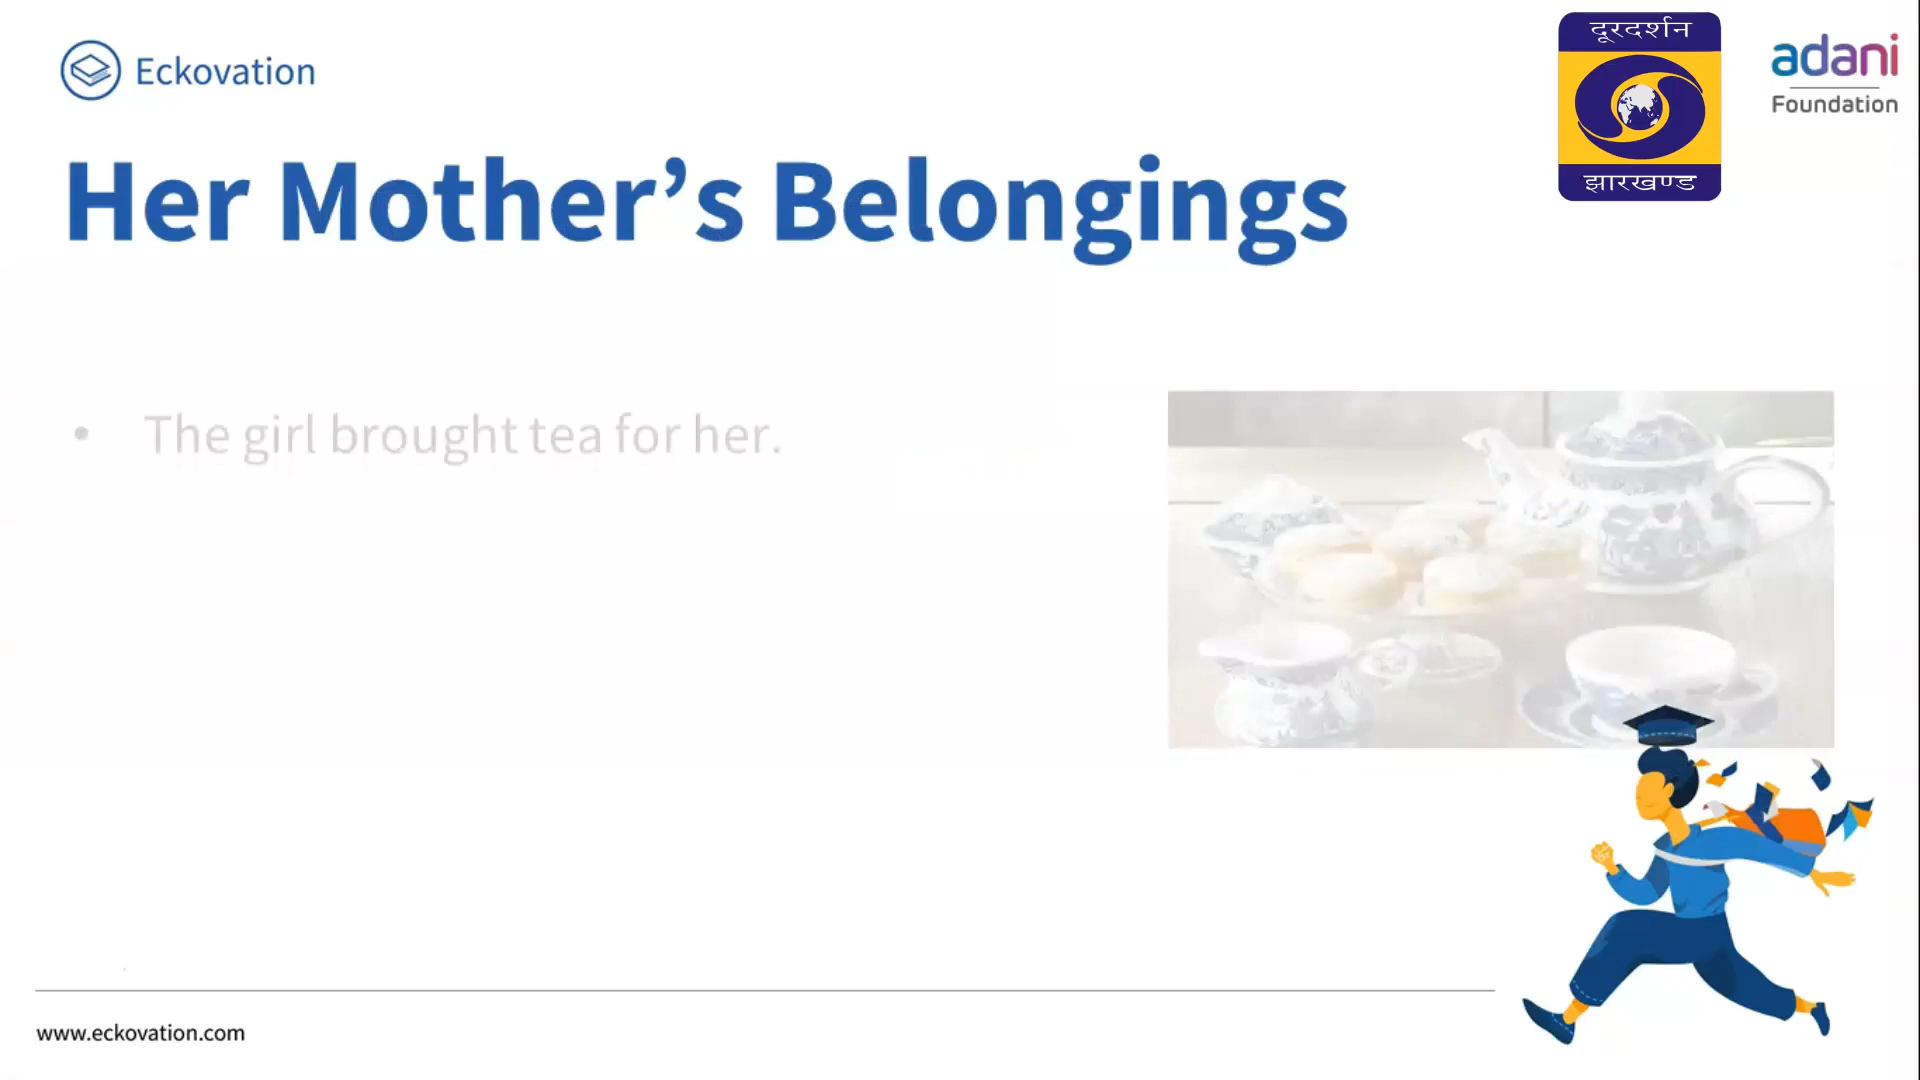 Eckovation
दूरदर्शन
झारखण्ड
adani
Foundation
Her Mother’s Belongings
• The girl brought tea for her.
www.eckovation.com